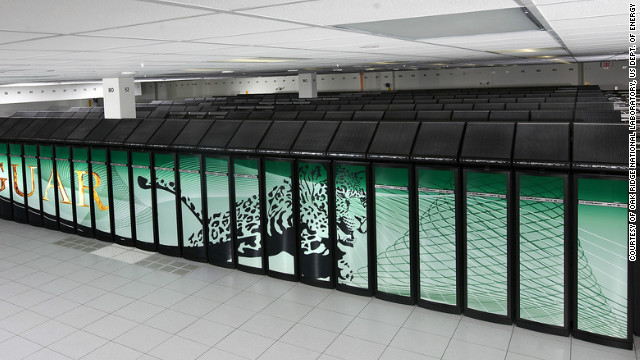 GUAR
COURTESY OF OAK RIDGE NATIONAL LABORATORY, US DEPT. OF ENERGY